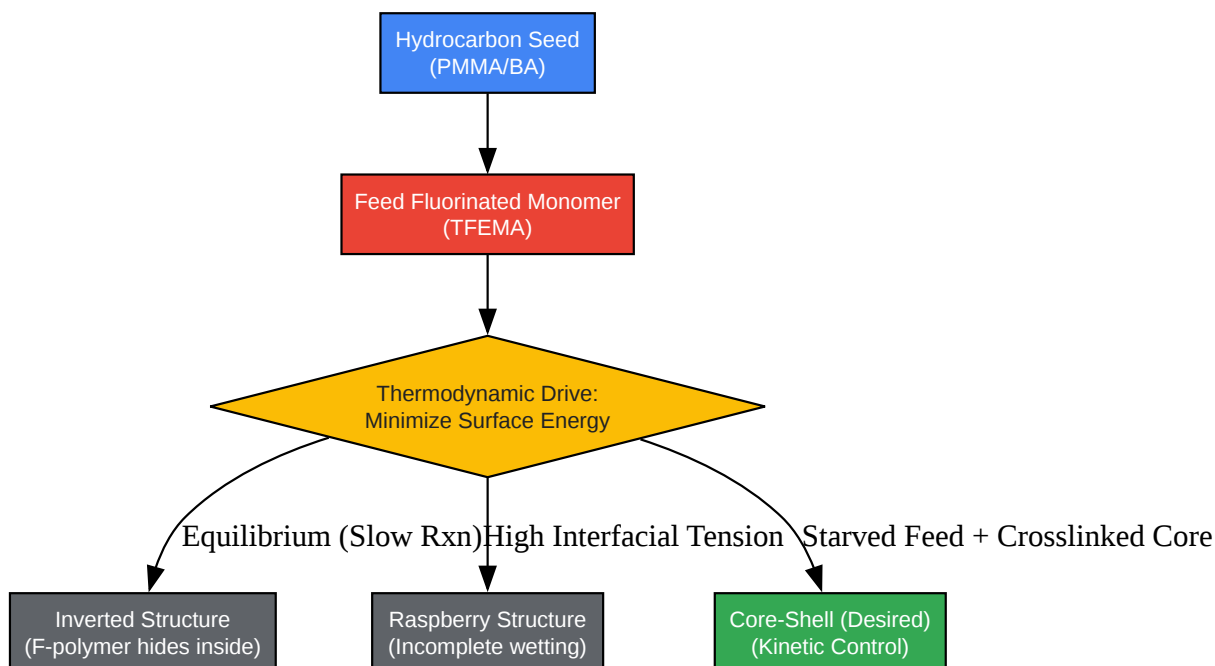 Hydrocarbon Seed
(PMMA/BA)
Feed Fluorinated Monomer
(TFEMA)
Thermodynamic Drive:
Minimize Surface Energy
Equilibrium (Slow Rxn)
High Interfacial Tension
Starved Feed + Crosslinked Core
Inverted Structure
(F-polymer hides inside)
Raspberry Structure
(Incomplete wetting)
Core-Shell (Desired)
(Kinetic Control)